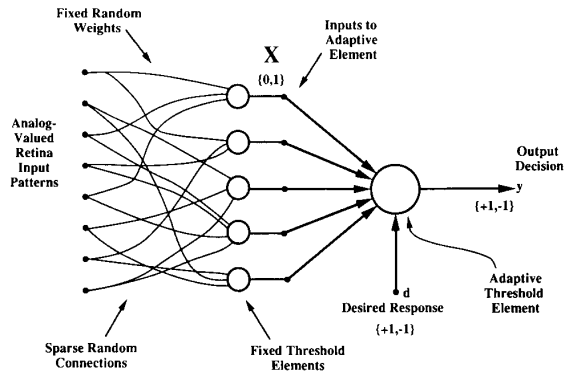 Fixed Random
Weights
X
{0,1}
Inputs to
Adaptive
Element
Analog-
Valued
Retina
Input
Patterns
Output
Decision
y
{+1,-1}
d
Desired Response
{+1,-1}
Adaptive
Threshold
Element
Sparse Random
Connections
Fixed Threshold
Elements